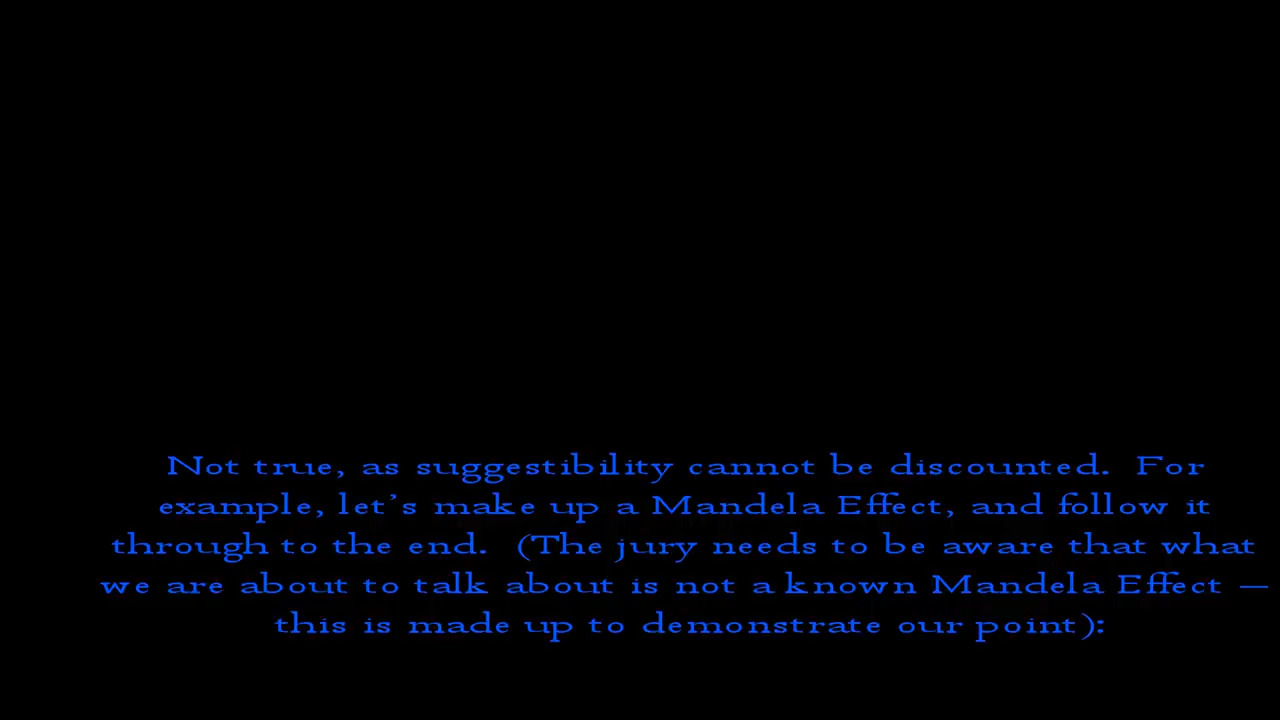 Not true, as suggestibility cannot be discounted.  For
example, let's make up a Mandela Effect, and follow it
through to the end.  (The jury needs to be aware that what
we are about to talk about is not a known Mandela Effect –
this is made up to demonstrate our point):